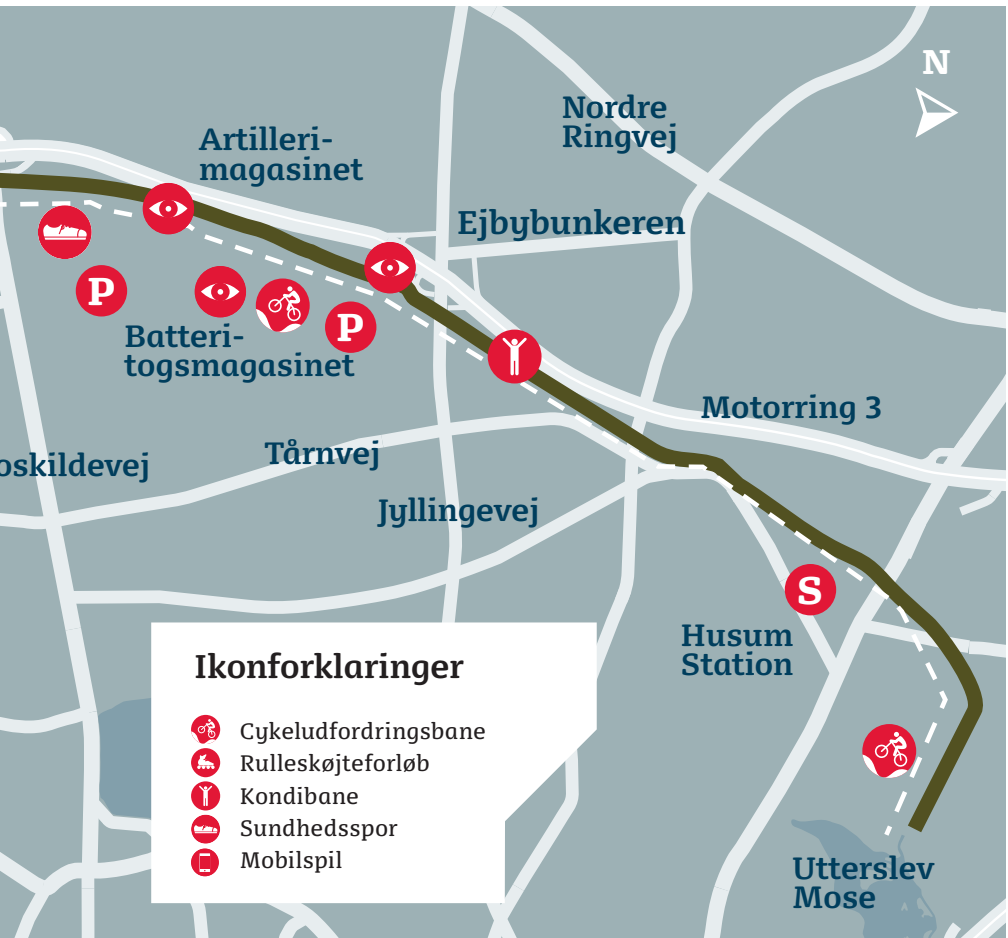 N
Nordre
Ringvej
Artilleri-
magasinet
Ejbybunkeren
P
P
Batteri-
togsmagasinet
Motorring 3
oskildevej
Tårnvej
Jyllingevej
S
Husum
Station
Ikonforklaringer
Cykeludfordringsbane
Rulleskøjteforløb
Kondibane
Sundhedsspor
Mobilspil
Utterslev
Mose